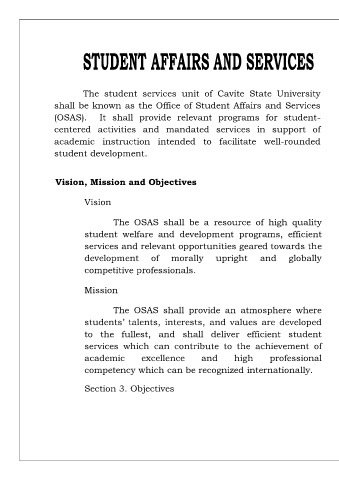 STUDENT AFFAIRS AND SERVICES
The student services unit of Cavite State University
shall be known as the Office of Student Affairs and Services
(OSAS). It shall provide relevant programs for student-
centered activities and mandated services in support of
academic instruction intended to facilitate well-rounded
student development.
Vision, Mission and Objectives
Vision
The OSAS shall be a resource of high quality
student welfare and development programs, efficient
services and relevant opportunities geared towards the
development of morally upright and globally
competitive professionals.
Mission
The OSAS shall provide an atmosphere where
students' talents, interests, and values are developed
to the fullest, and shall deliver efficient student
services which can contribute to the achievement of
academic excellence and high professional
competency which can be recognized internationally.
Section 3. Objectives